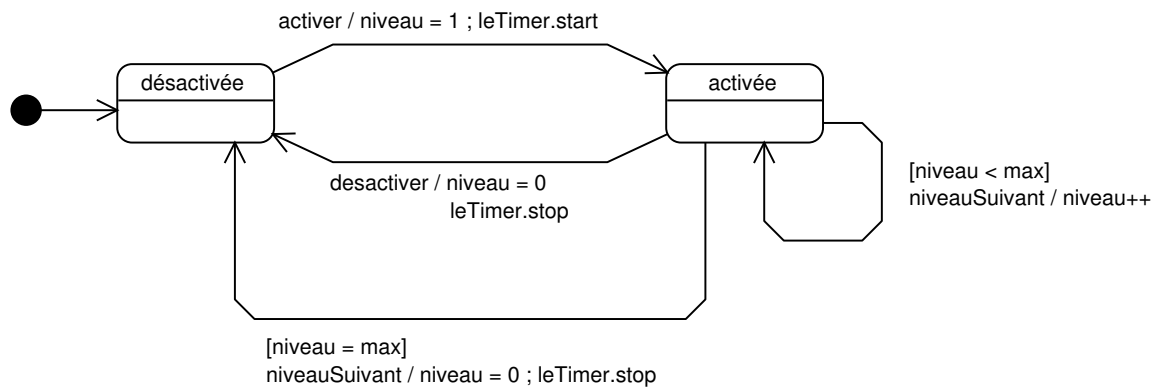 activer / niveau = 1 ; leTimer.start
désactivée
activée
[niveau < max]
niveauSuivant / niveau++
desactiver / niveau = 0
leTimer.stop
[niveau = max]
niveauSuivant / niveau = 0 ; leTimer.stop